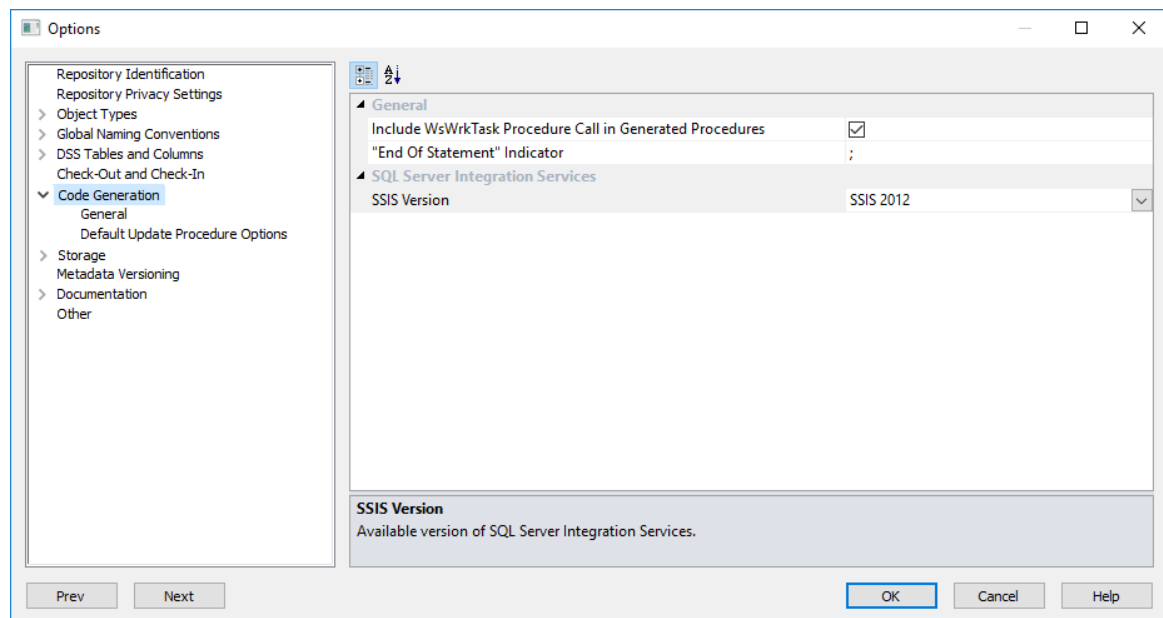 Options
Repository Identification
Repository Privacy Settings
Object Types
Global Naming Conventions
DSS Tables and Columns
Check-Out and Check-In
Code Generation
General
Default Update Procedure Options
Storage
Metadata Versioning
Documentation
Other
General
Include WsWrkTask Procedure Call in Generated Procedures
"End Of Statement" Indicator ;
SQL Server Integration Services
SSIS Version SSIS 2012
SSIS Version
Available version of SQL Server Integration Services.
Prev Next OK Cancel Help